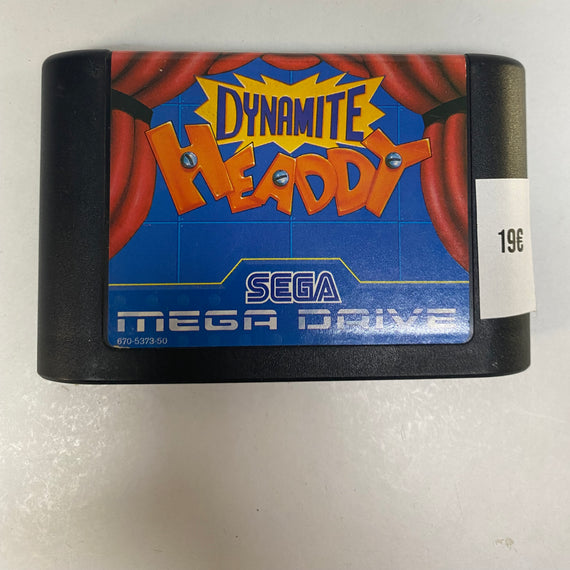 DYNAMITE
HEADDY
19€
SEGA
MEGA DRIVE
670-5373-50